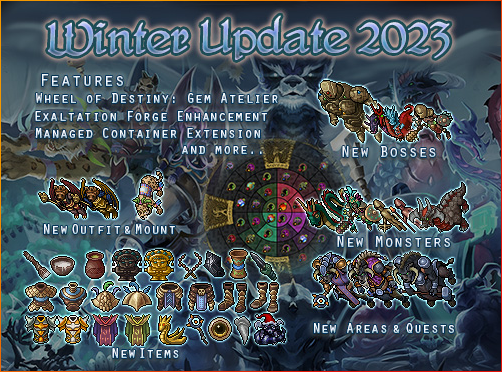 Winter Update 2023
Features
Wheel of Destiny: Gem Atelier
Exaltation Forge Enhancement
Managed Container Extension
and more..
New Bosses
New Outfit & Mount
New Monsters
New Areas & Quests
New Items